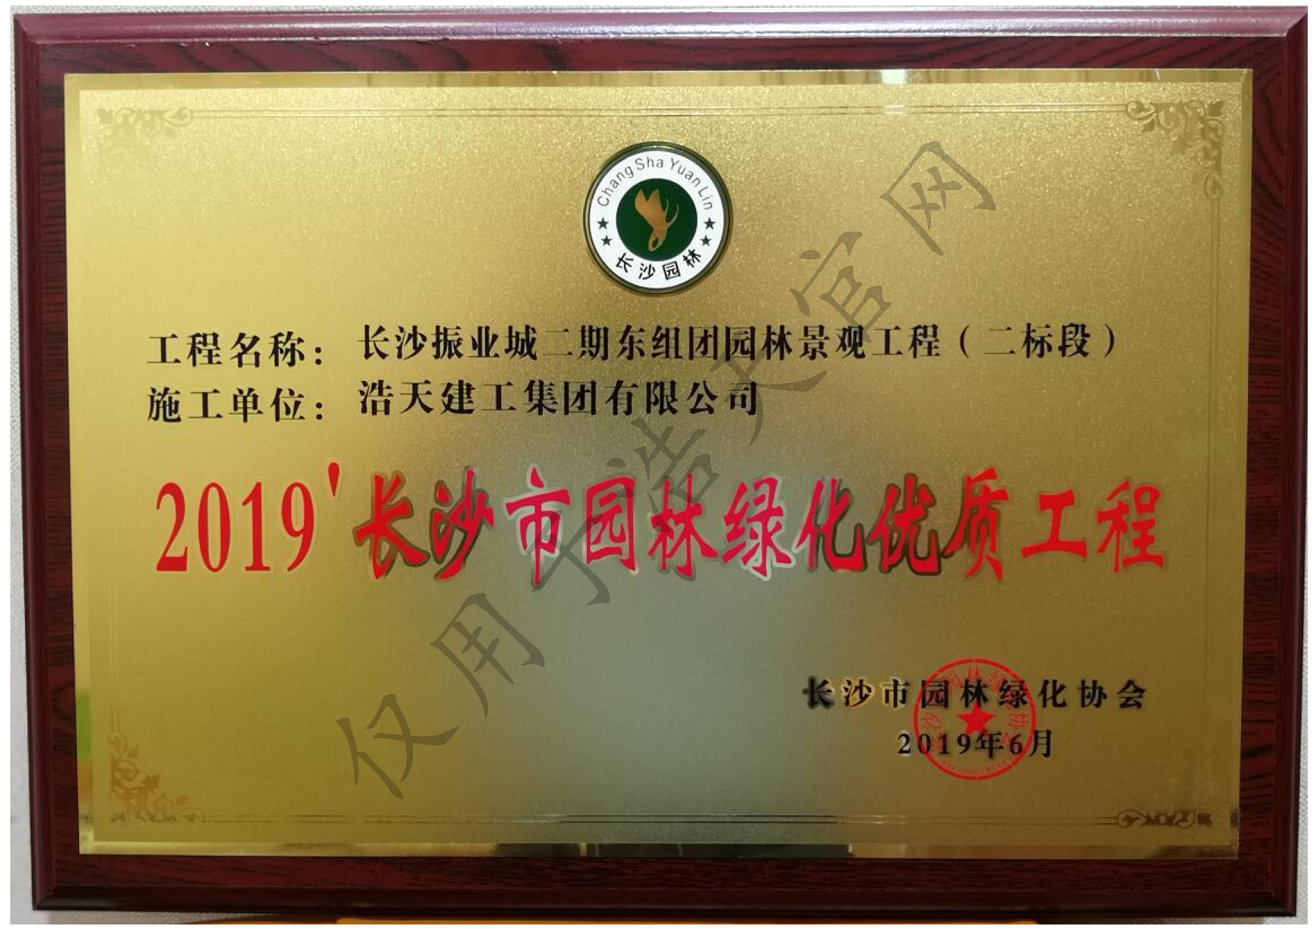 Chang Sha Yuan Lin
长沙园林
工程名称：长沙振业城二期东组团园林景观工程（二标段）
施工单位：浩天建工集团有限公司
2019'长沙市园林绿化优质工程
长沙市园林绿化协会
2019年6月
仅用于浩天官网